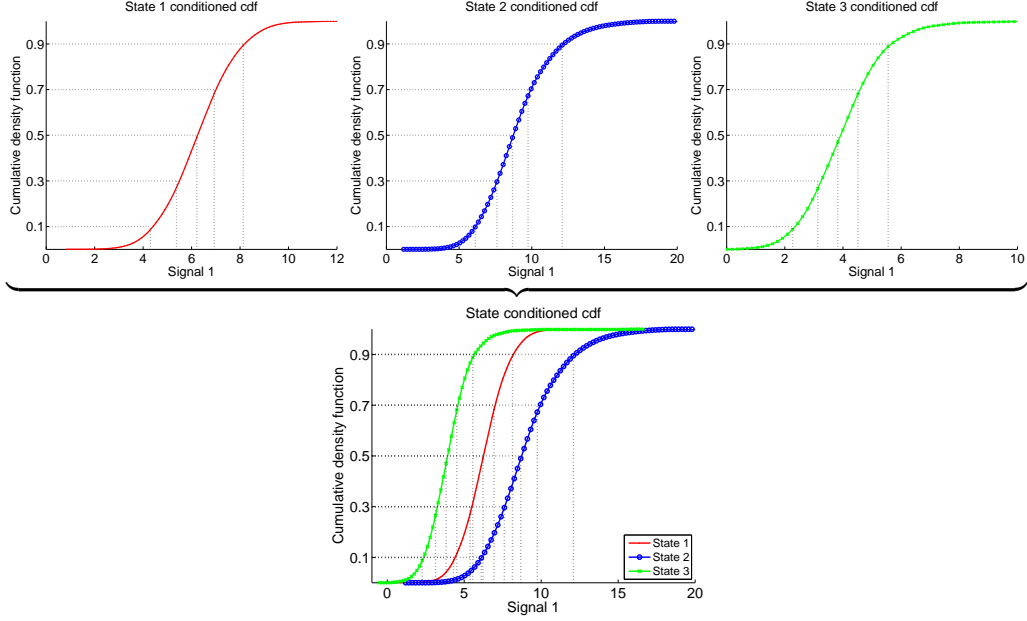 State 1 conditioned cdf
Cumulative density function
0.9
0.7
0.5
0.3
0.1
0 2 4 6 8 10 12
Signal 1
State 2 conditioned cdf
Cumulative density function
0.9
0.7
0.5
0.3
0.1
0 5 10 15 20
Signal 1
State 3 conditioned cdf
Cumulative density function
0.9
0.7
0.5
0.3
0.1
0 2 4 6 8 10
Signal 1
State conditioned cdf
Cumulative density function
0.9
0.7
0.5
0.3
0.1
0 5 10 15 20
Signal 1
State 1
State 2
State 3